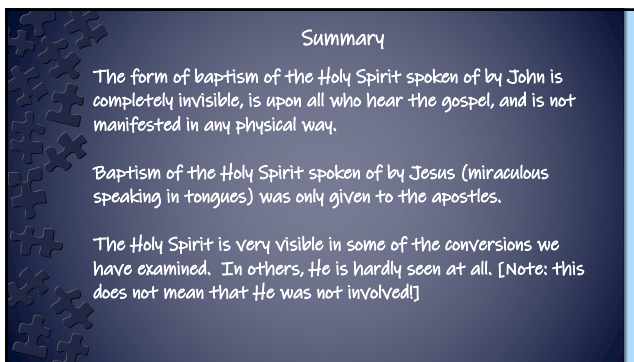 Summary
The form of baptism of the Holy Spirit spoken of by John is
completely invisible, is upon all who hear the gospel, and is not
manifested in any physical way.
Baptism of the Holy Spirit spoken of by Jesus (miraculous
speaking in tongues) was only given to the apostles.
The Holy Spirit is very visible in some of the conversions we
have examined.  In others, He is hardly seen at all. [Note: this
does not mean that He was not involved!]